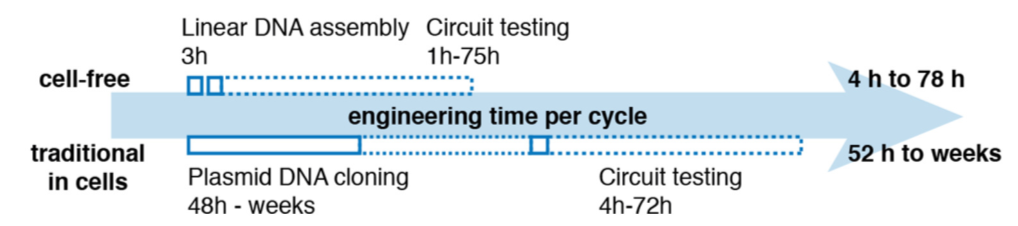 Linear DNA assembly Circuit testing
3h 1h-75h
cell-free 4 h to 78 h
engineering time per cycle
traditional
in cells 52 h to weeks
Plasmid DNA cloning Circuit testing
48h - weeks 4h-72h